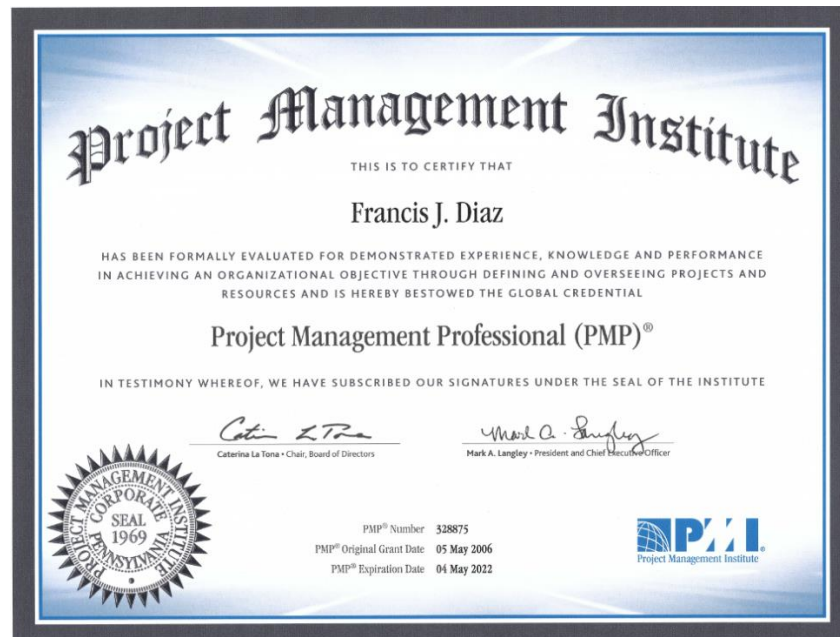 Project Management Institute
THIS IS TO CERTIFY THAT
Francis J. Diaz
HAS BEEN FORMALLY EVALUATED FOR DEMONSTRATED EXPERIENCE, KNOWLEDGE AND PERFORMANCE
IN ACHIEVING AN ORGANIZATIONAL OBJECTIVE THROUGH DEFINING AND OVERSEEING PROJECTS AND
RESOURCES AND IS HEREBY BESTOWED THE GLOBAL CREDENTIAL
Project Management Professional (PMP)®
IN TESTIMONY WHEREOF, WE HAVE SUBSCRIBED OUR SIGNATURES UNDER THE SEAL OF THE INSTITUTE
Caterina La Tona • Chair, Board of Directors
Mark A. Langley • President and Chief Executive Officer
PROJECT MANAGEMENT INSTITUTE
CORPORATE
SEAL
1969
PENNSYLVANIA
PMP® Number 328875
PMP® Original Grant Date 05 May 2006
PMP® Expiration Date 04 May 2022
PMI®
Project Management Institute